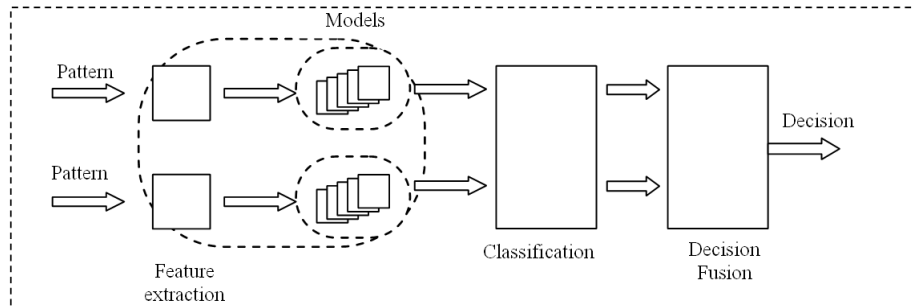 Models
Pattern
Decision
Pattern
Classification
Decision
Fusion
Feature
extraction